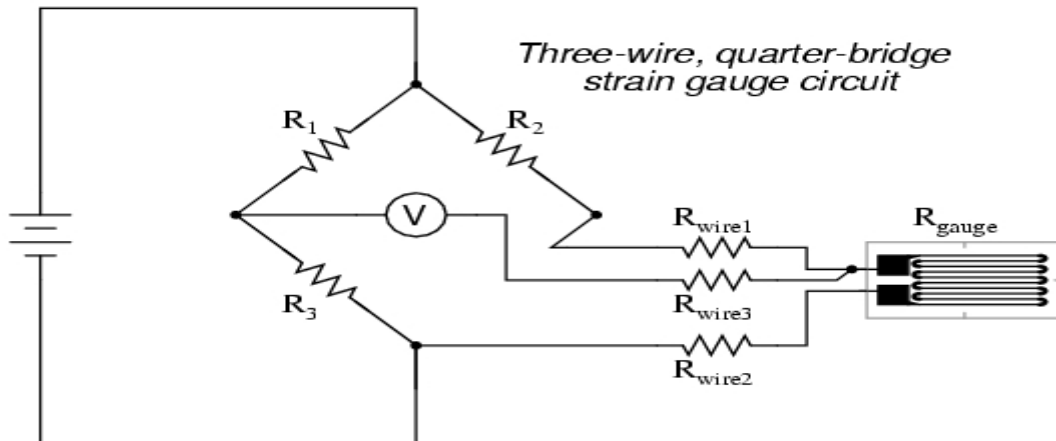 Three-wire, quarter-bridge
strain gauge circuit
R1
R2
V
Rwire1
Rgauge
Rwire3
R3
Rwire2